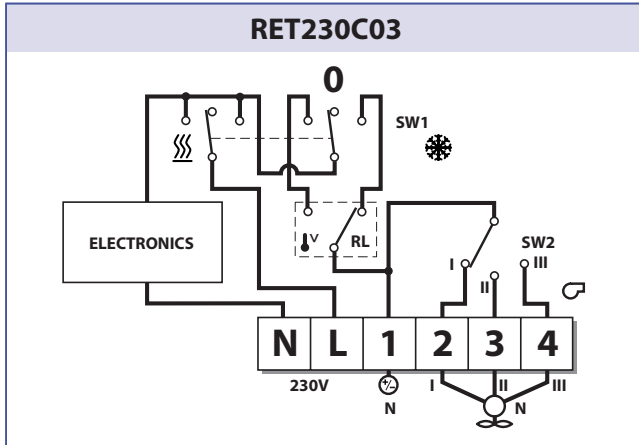 RET230C03
0
SW1
ELECTRONICS
V
RL
SW2
I
II
III
N L 1 2 3 4
230V
+/-
N
I
II
III
N